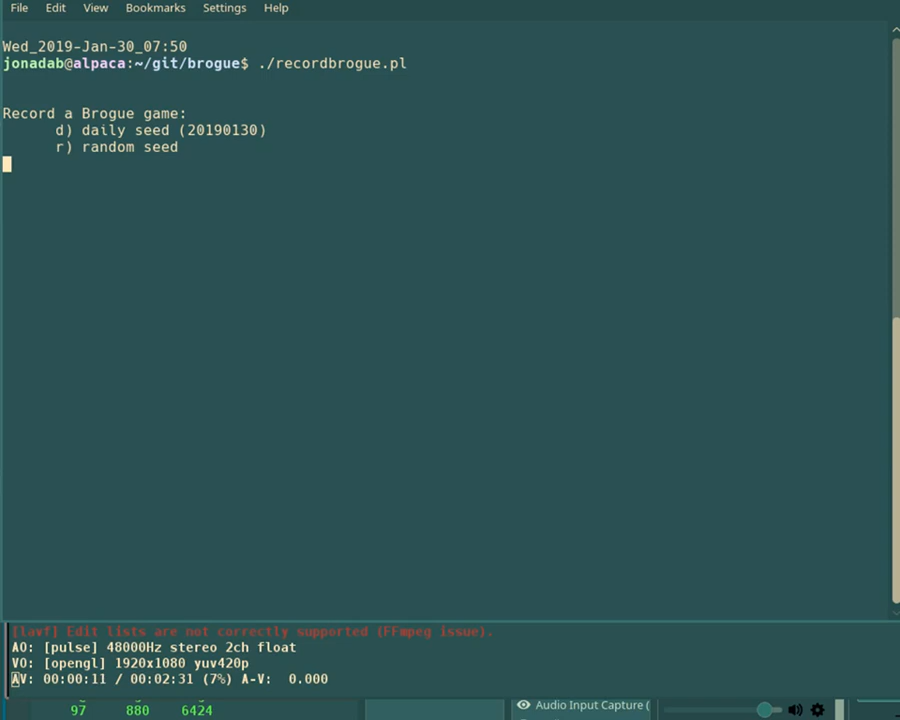 File Edit View Bookmarks Settings Help
Wed_2019-Jan-30_07:50
jonadab@alpaca:~/git/brogue$ ./recordbrogue.pl
Record a Brogue game:
d) daily seed (20190130)
r) random seed
[lavf] Edit lists are not correctly supported (FFmpeg issue).
AO: [pulse] 48000Hz stereo 2ch float
VO: [opengl] 1920x1080 yuv420p
AV: 00:00:11 / 00:02:31 (7%) A-V: 0.000
97 880 6424
Audio Input Capture (